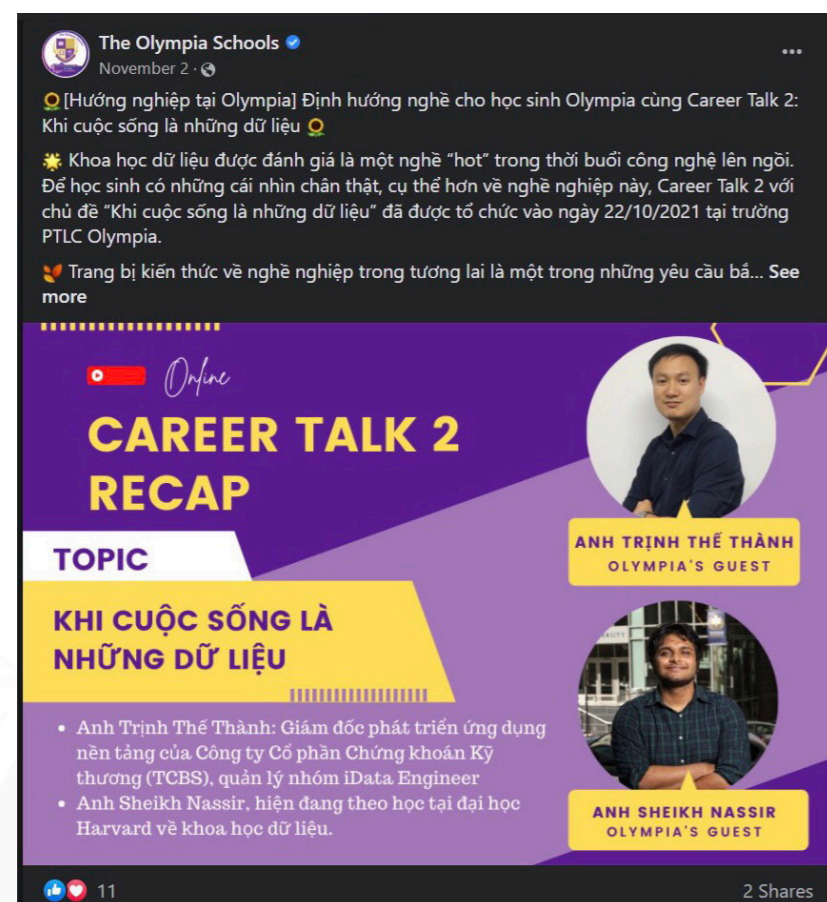 The Olympia Schools
November 2 ·
[Hướng nghiệp tại Olympia] Định hướng nghề cho học sinh Olympia cùng Career Talk 2:
Khi cuộc sống là những dữ liệu
Khoa học dữ liệu được đánh giá là một nghề “hot” trong thời buổi công nghệ lên ngôi.
Để học sinh có những cái nhìn chân thật, cụ thể hơn về nghề nghiệp này, Career Talk 2 với
chủ đề “Khi cuộc sống là những dữ liệu” đã được tổ chức vào ngày 22/10/2021 tại trường
PTLC Olympia.
Trang bị kiến thức về nghề nghiệp trong tương lai là một trong những yêu cầu bắ... See
more
Online
CAREER TALK 2
RECAP
TOPIC
KHI CUỘC SỐNG LÀ
NHỮNG DỮ LIỆU
• Anh Trịnh Thế Thành: Giám đốc phát triển ứng dụng
nền tảng của Công ty Cổ phần Chứng khoán Kỹ
thương (TCBS), quản lý nhóm iData Engineer
• Anh Sheikh Nassir, hiện đang theo học tại đại học
Harvard về khoa học dữ liệu.
ANH TRỊNH THẾ THÀNH
OLYMPIA'S GUEST
ANH SHEIKH NASSIR
OLYMPIA'S GUEST
11
2 Shares